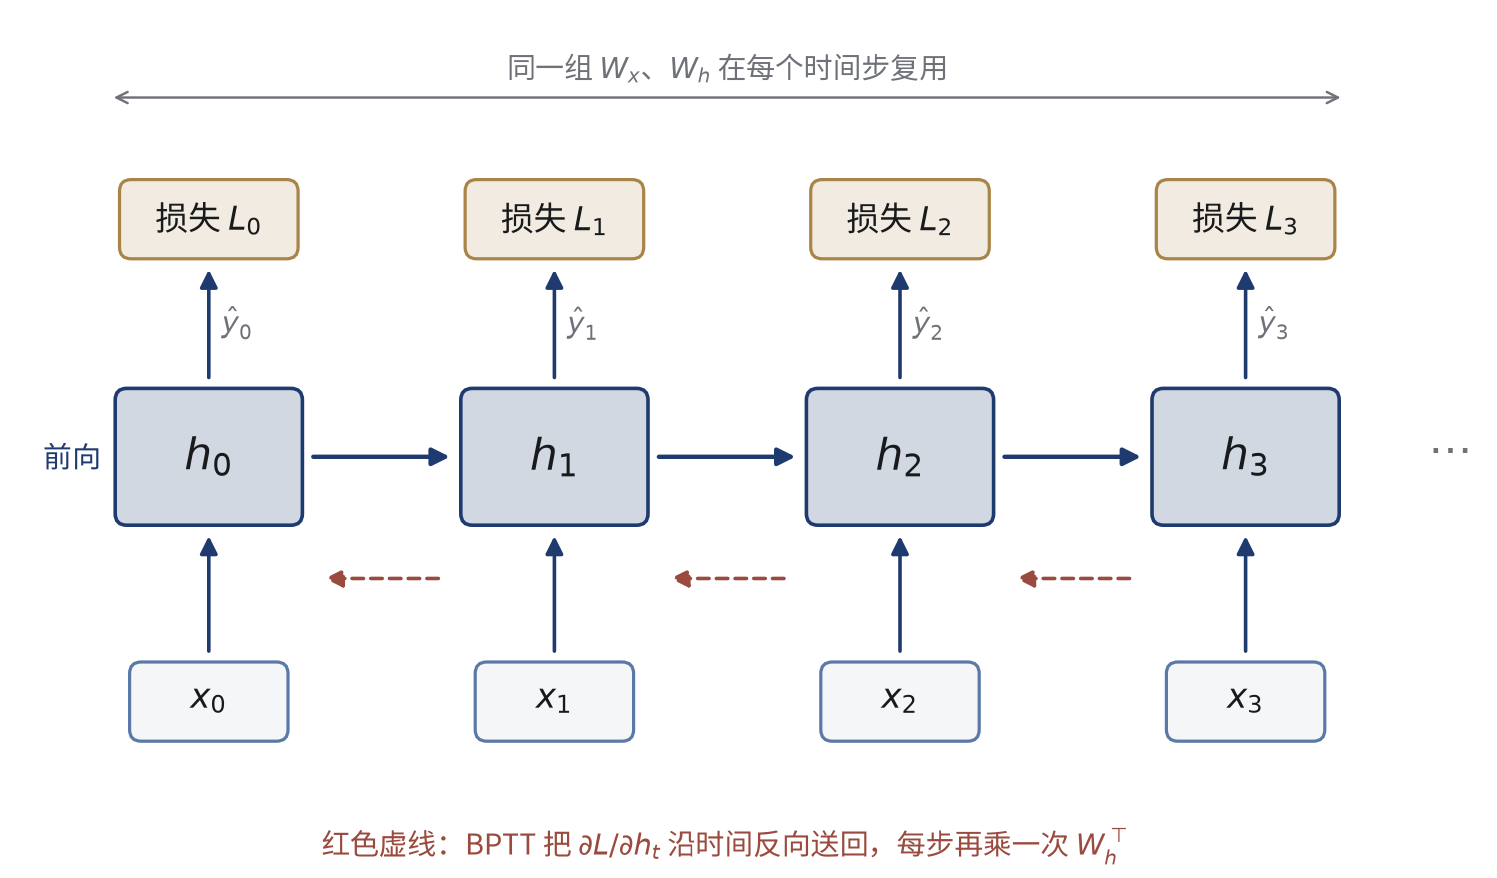 同一组 Wₓ、Wₕ 在每个时间步复用
损失 L₀
损失 L₁
损失 L₂
损失 L₃
ŷ₀
ŷ₁
ŷ₂
ŷ₃
前向
h₀
h₁
h₂
h₃
…
x₀
x₁
x₂
x₃
红色虚线：BPTT 把 ∂L/∂hₜ 沿时间反向送回，每步再乘一次 Wₕ⊤